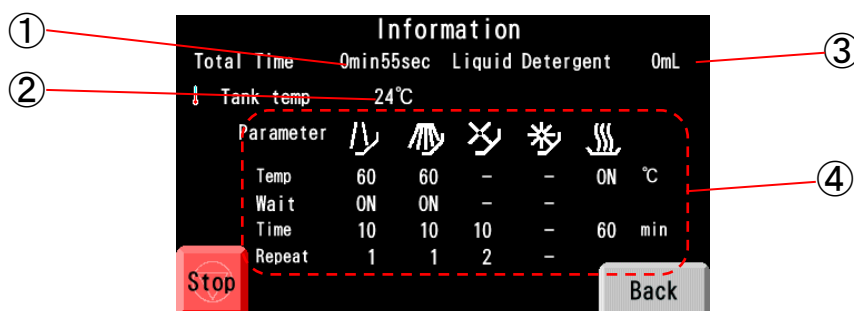 Information
① Total Time 0min55sec Liquid Detergent 0mL ③
② Tank temp 24℃
Parameter
Temp 60 60 – – ON ℃
④
Wait ON ON – –
Time 10 10 10 – 60 min
Repeat 1 1 2 –
Stop
Back